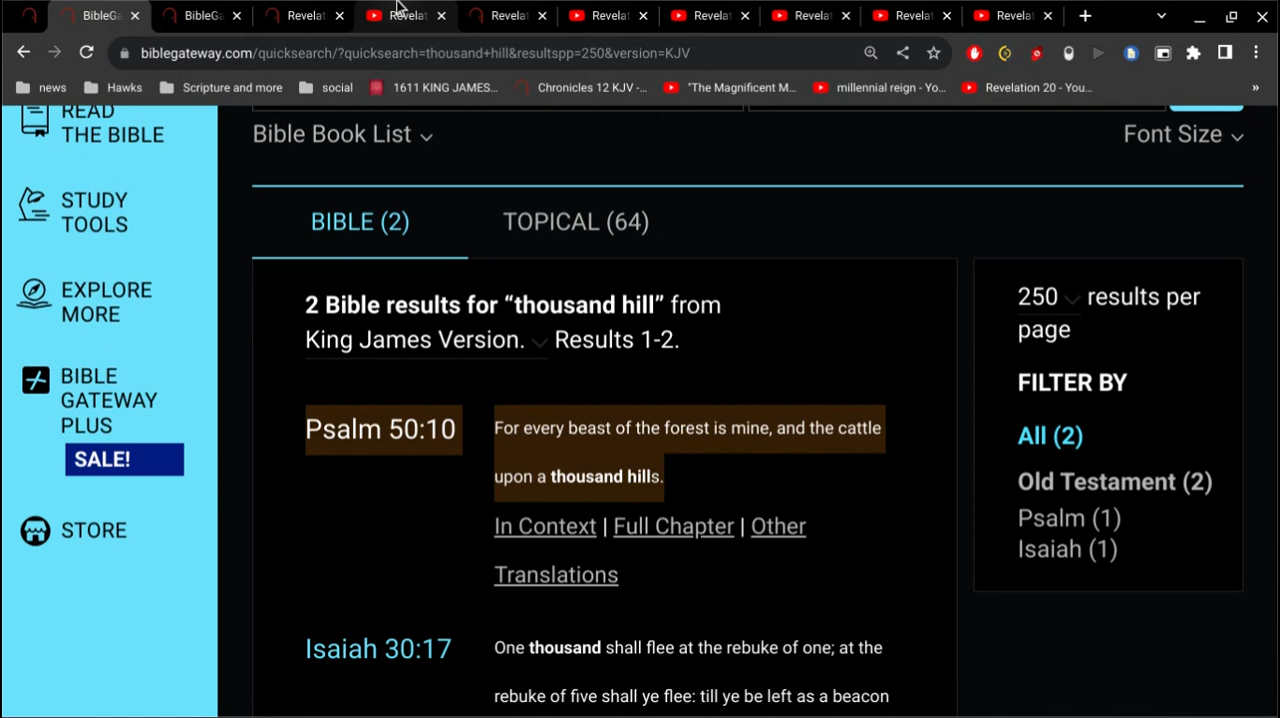 BibleGa
BibleGa
Revelat
Revelat
Revelat
Revelat
Revelat
Revelat
Revelat
Revelat
biblegateway.com/quicksearch/?quicksearch=thousand+hill&resultspp=250&version=KJV
news
Hawks
Scripture and more
social
1611 KING JAMES...
Chronicles 12 KJV -...
"The Magnificent M...
millennial reign - Yo...
Revelation 20 - You...
»
READ
THE BIBLE
STUDY
TOOLS
EXPLORE
MORE
BIBLE
GATEWAY
PLUS
SALE!
STORE
Bible Book List
Font Size
BIBLE (2)
TOPICAL (64)
2 Bible results for “thousand hill” from
King James Version. Results 1-2.
Psalm 50:10
For every beast of the forest is mine, and the cattle
upon a thousand hills.
In Context | Full Chapter | Other
Translations
Isaiah 30:17
One thousand shall flee at the rebuke of one; at the
rebuke of five shall ye flee: till ye be left as a beacon
250 results per
page
FILTER BY
All (2)
Old Testament (2)
Psalm (1)
Isaiah (1)